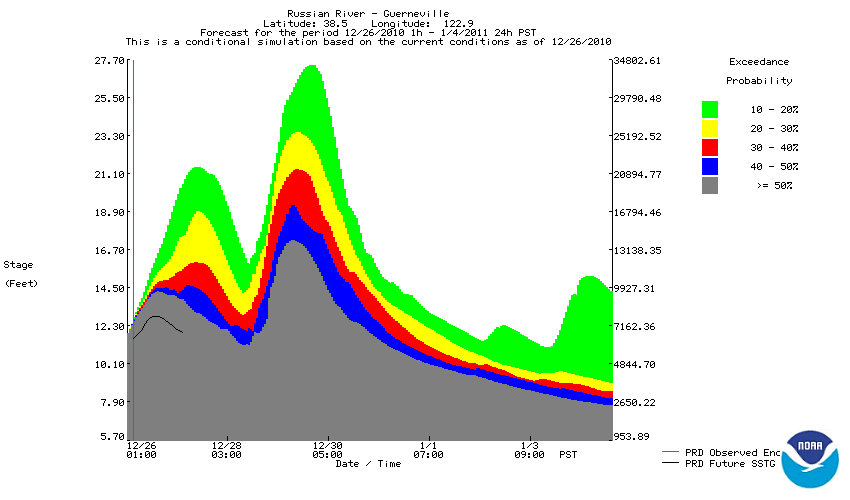 Russian River - Guerneville
Latitude: 38.5 Longitude: 122.9
Forecast for the period 12/26/2010 1h - 1/4/2011 24h PST
This is a conditional simulation based on the current conditions as of 12/26/2010
27.70
25.50
23.30
21.10
18.90
16.70
14.50
12.30
10.10
7.90
5.70
Stage
(Feet)
34802.61
29790.48
25192.52
20894.77
16794.46
13138.35
9927.31
7162.36
4844.70
2650.22
953.89
Exceedance
Probability
10 - 20%
20 - 30%
30 - 40%
40 - 50%
>= 50%
12/26 12/28 12/30 1/1 1/3
01:00 03:00 05:00 07:00 09:00 PST
Date / Time
PRD Observed Enc
PRD Future SSTG
NOAA